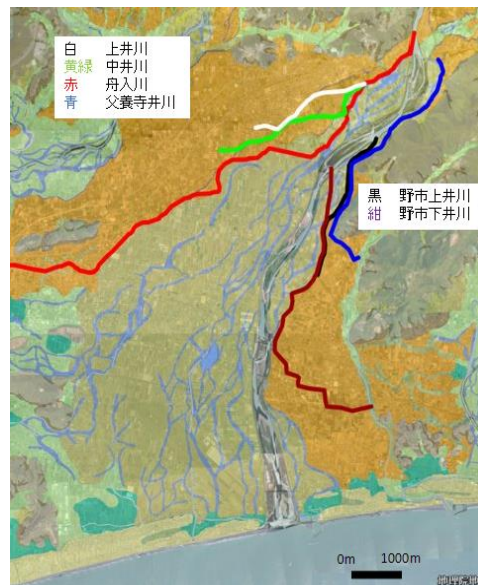 白　上井川
黄緑　中井川
赤　舟入川
青　父養寺井川
黒　野市上井川
紺　野市下井川
0m　1000m
地理院地